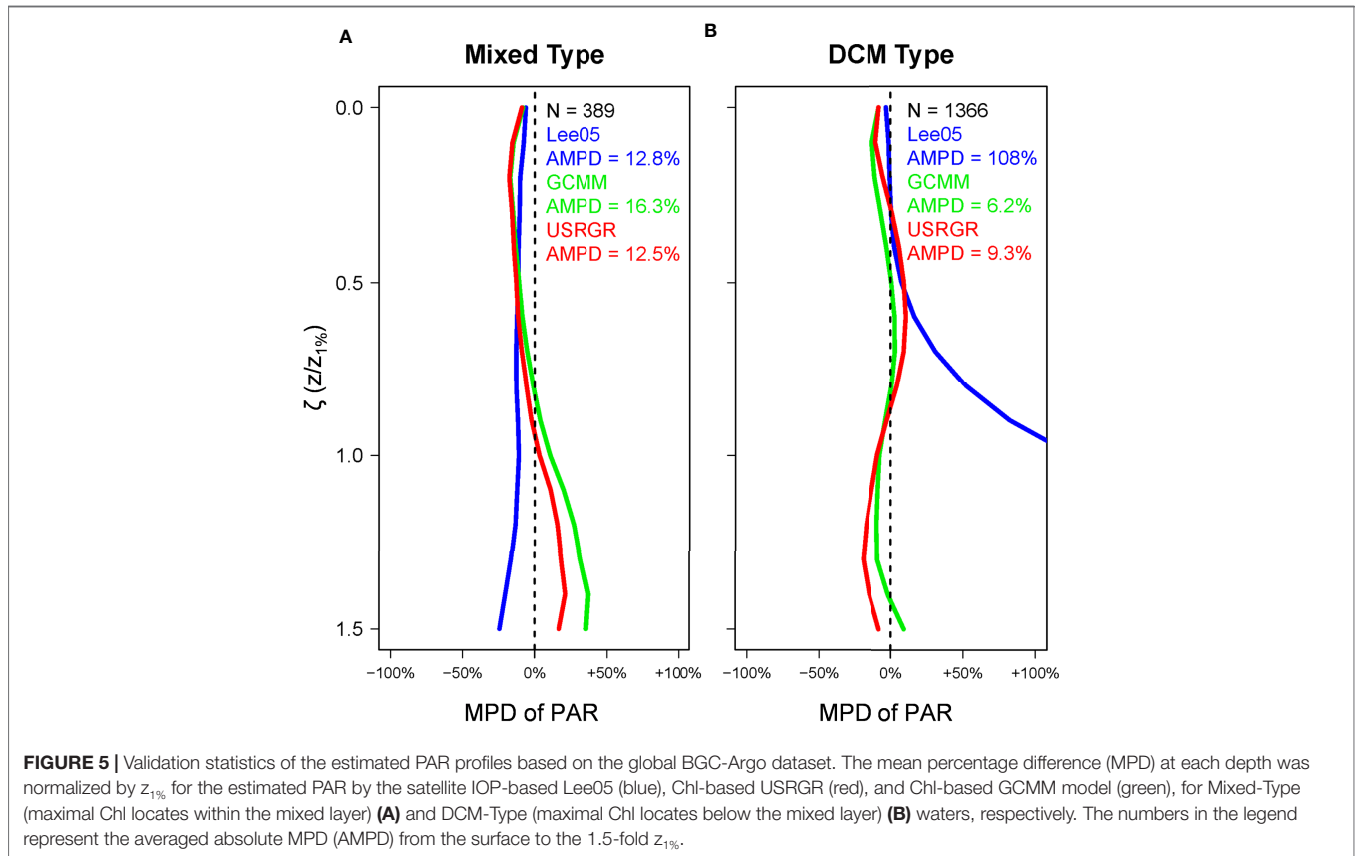 A
Mixed Type
N = 389
Lee05
AMPD = 12.8%
GCMM
AMPD = 16.3%
USRGR
AMPD = 12.5%
0.0
0.5
1.0
1.5
ζ (z/z1%)
−100%
−50%
0%
+50%
+100%
MPD of PAR
B
DCM Type
N = 1366
Lee05
AMPD = 108%
GCMM
AMPD = 6.2%
USRGR
AMPD = 9.3%
−100%
−50%
0%
+50%
+100%
MPD of PAR
FIGURE 5 | Validation statistics of the estimated PAR profiles based on the global BGC-Argo dataset. The mean percentage difference (MPD) at each depth was
normalized by z1% for the estimated PAR by the satellite IOP-based Lee05 (blue), Chl-based USRGR (red), and Chl-based GCMM model (green), for Mixed-Type
(maximal Chl locates within the mixed layer) (A) and DCM-Type (maximal Chl locates below the mixed layer) (B) waters, respectively. The numbers in the legend
represent the averaged absolute MPD (AMPD) from the surface to the 1.5-fold z1%.